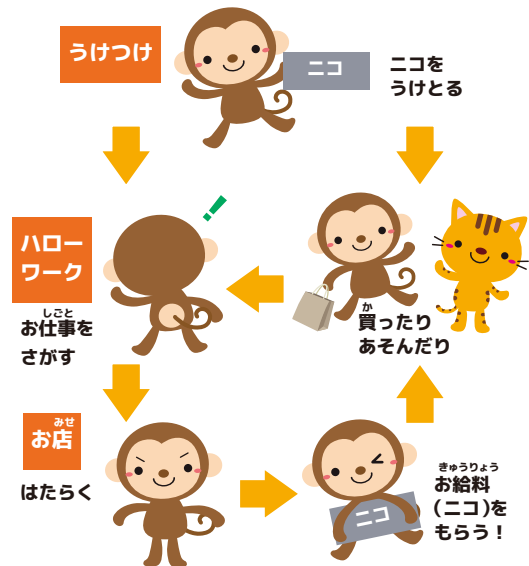 うけつけ
ニコ
ニコを
うけとる
ハロー
ワーク
しごと
お仕事を
さがす
か
買ったり
あそんだり
みせ
お店
はたらく
ニコ
きゅうりょう
お給料
(ニコ)を
もらう！